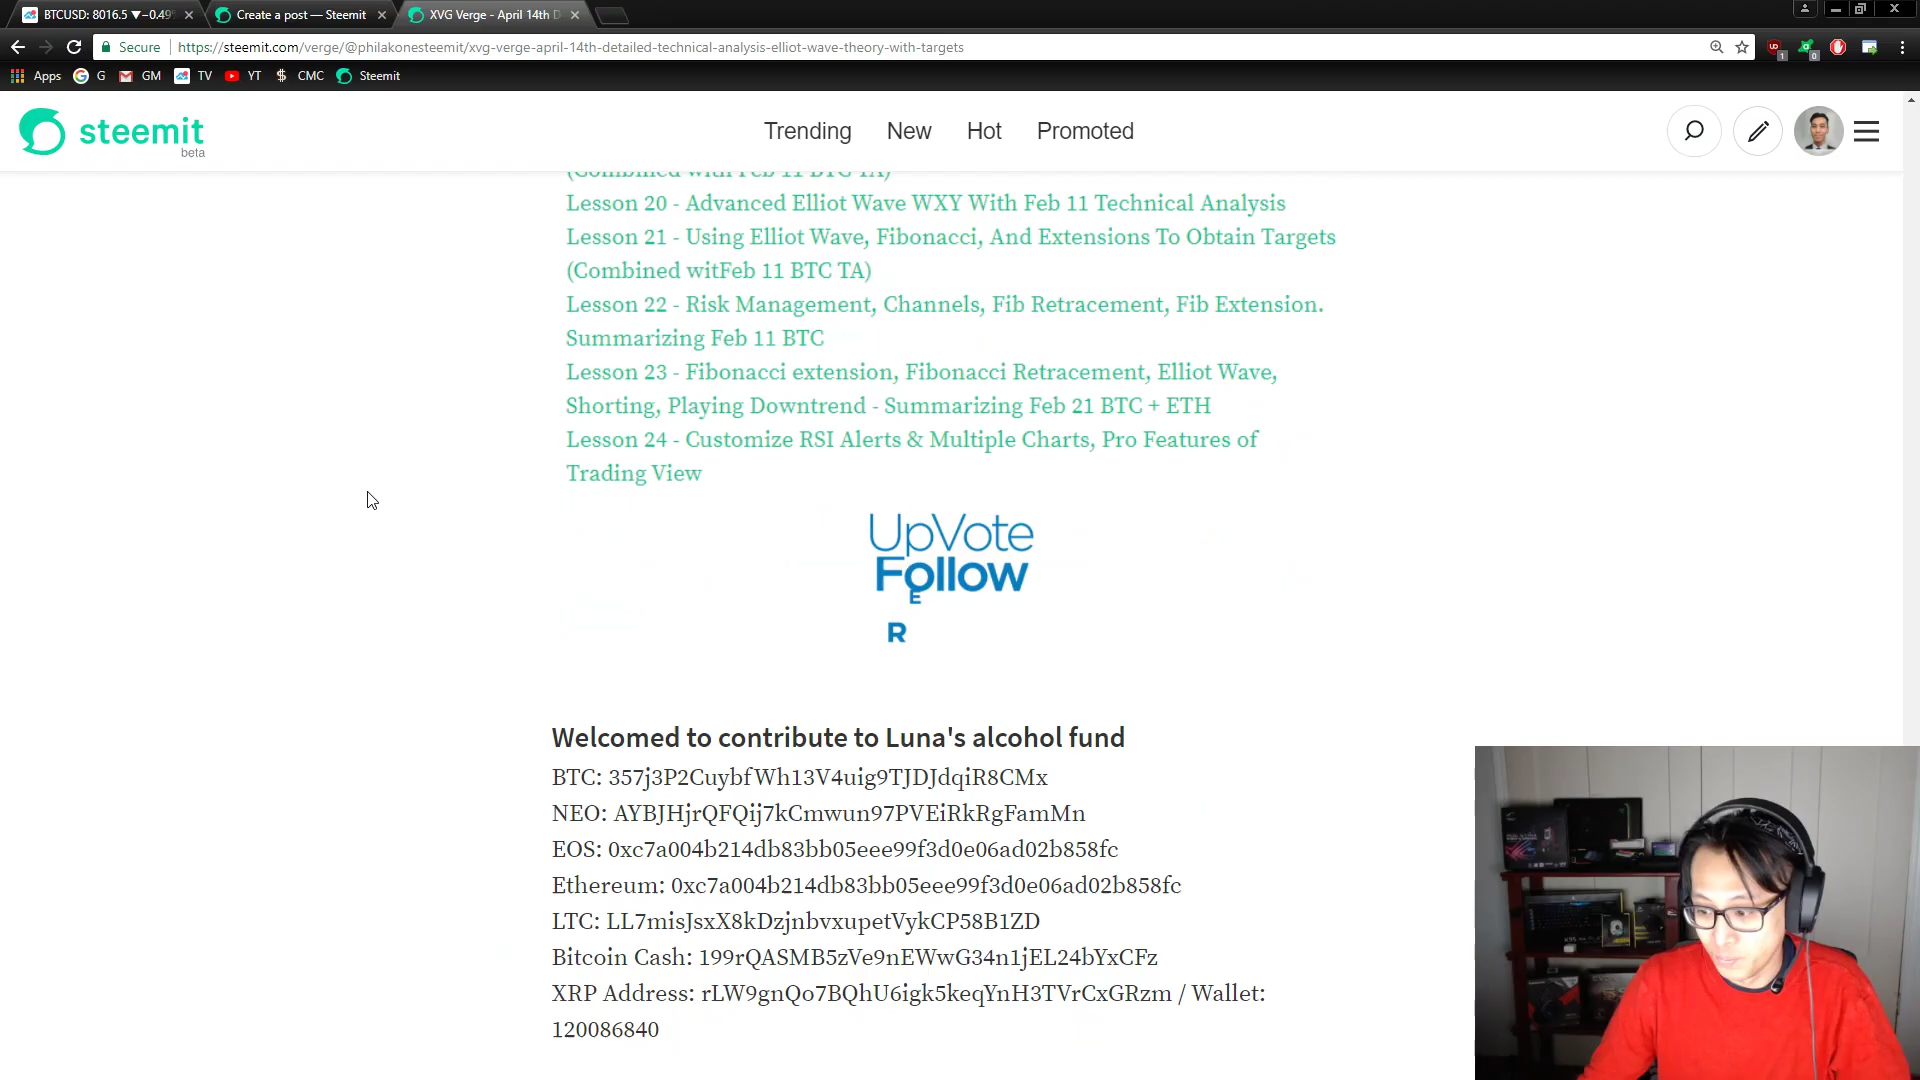 BTCUSD: 8016.5 ▼−0.49%
Create a post — Steemit
XVG Verge - April 14th D
Secure
https://steemit.com/verge/@philakonesteemit/xvg-verge-april-14th-detailed-technical-analysis-elliot-wave-theory-with-targets
Apps G GM TV YT CMC Steemit
steemit
beta
Trending New Hot Promoted
(Combined with Feb 11 BTC TA)
Lesson 20 - Advanced Elliot Wave WXY With Feb 11 Technical Analysis
Lesson 21 - Using Elliot Wave, Fibonacci, And Extensions To Obtain Targets
(Combined witFeb 11 BTC TA)
Lesson 22 - Risk Management, Channels, Fib Retracement, Fib Extension.
Summarizing Feb 11 BTC
Lesson 23 - Fibonacci extension, Fibonacci Retracement, Elliot Wave,
Shorting, Playing Downtrend - Summarizing Feb 21 BTC + ETH
Lesson 24 - Customize RSI Alerts & Multiple Charts, Pro Features of
Trading View
UpVote
Follow
E
R
Welcomed to contribute to Luna's alcohol fund
BTC: 357j3P2CuybfWh13V4uig9TJDJdqiR8CMx
NEO: AYBJHjrQFQij7kCmwun97PVEiRkRgFamMn
EOS: 0xc7a004b214db83bb05eee99f3d0e06ad02b858fc
Ethereum: 0xc7a004b214db83bb05eee99f3d0e06ad02b858fc
LTC: LL7misJsxX8kDzjnbvxupetVykCP58B1ZD
Bitcoin Cash: 199rQASMB5zVe9nEWwG34n1jEL24bYxCFz
XRP Address: rLW9gnQo7BQhU6igk5keqYnH3TVrCxGRzm / Wallet:
120086840